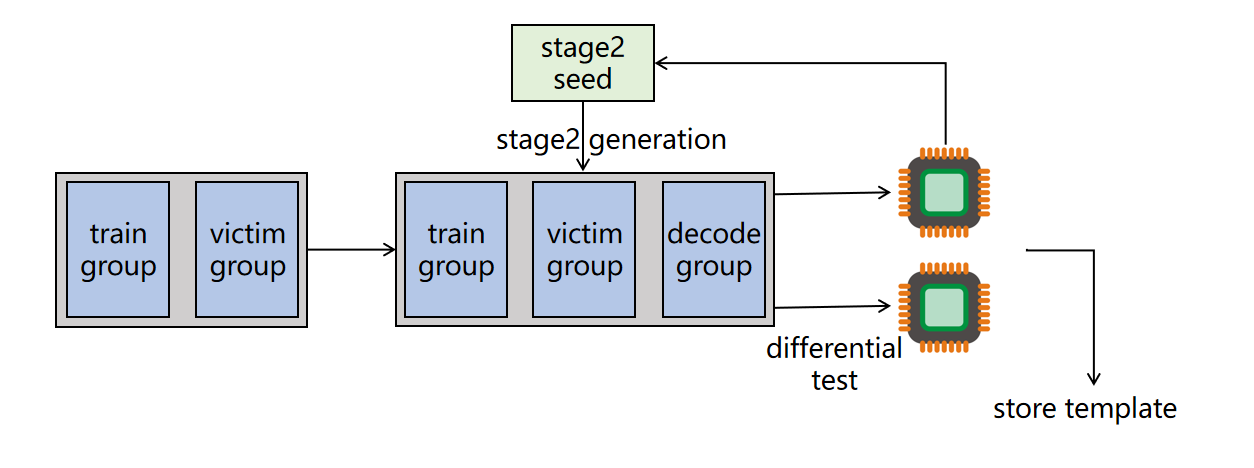 stage2
seed
stage2 generation
train
group
victim
group
train
group
victim
group
decode
group
differential
test
store template